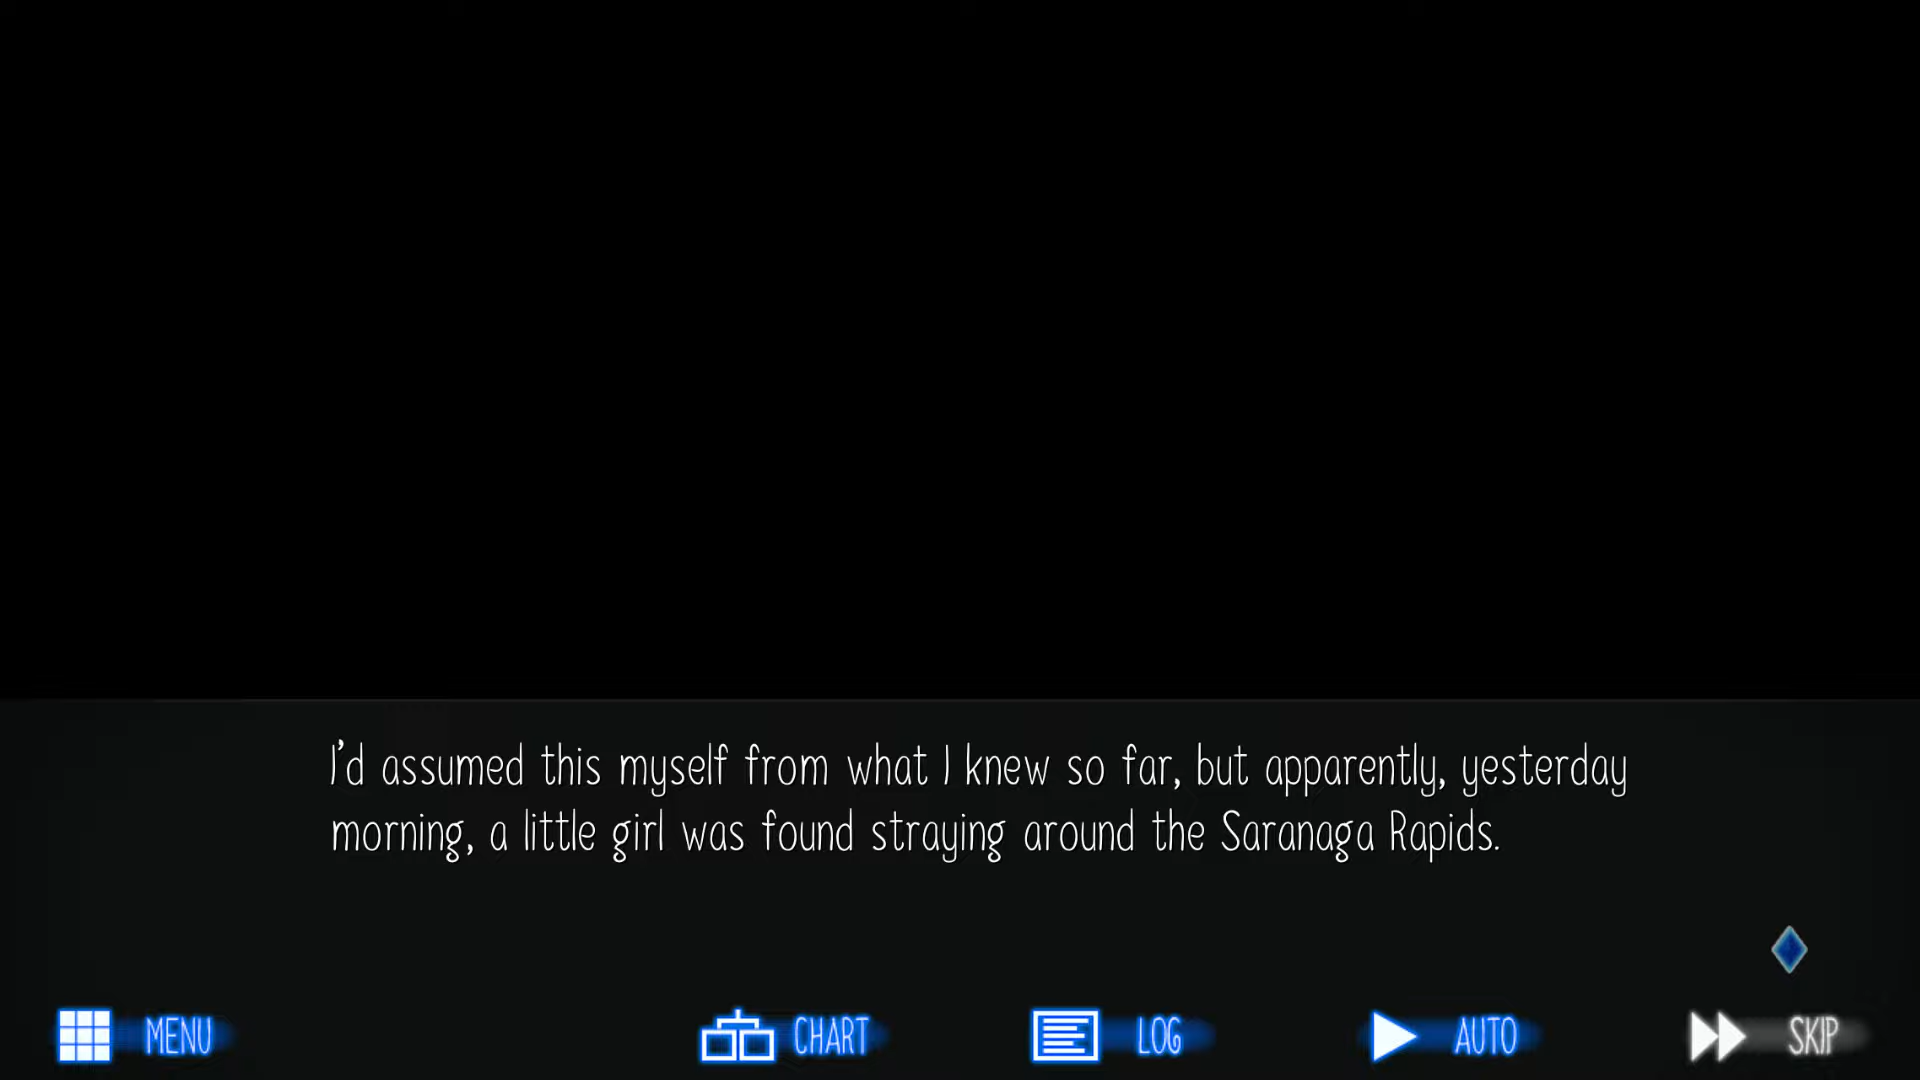 I'd assumed this myself from what I knew so far, but apparently, yesterday
morning, a little girl was found straying around the Saranaga Rapids.
MENU
CHART
LOG
AUTO
SKIP